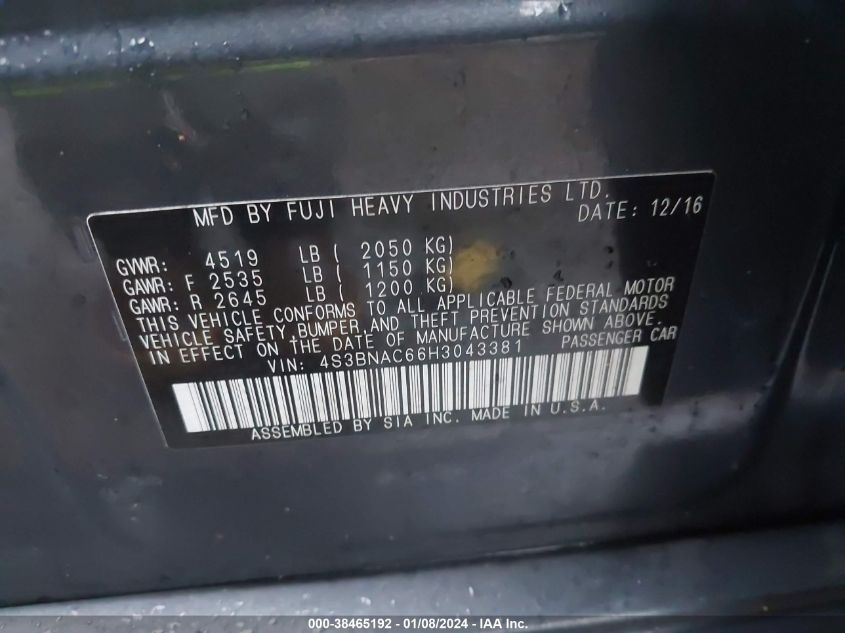 MFD BY FUJI HEAVY INDUSTRIES LTD.
DATE: 12/16
GVWR: 4519 LB ( 2050 KG)
GAWR: F 2535 LB ( 1150 KG)
GAWR: R 2645 LB ( 1200 KG)
THIS VEHICLE CONFORMS TO ALL APPLICABLE FEDERAL MOTOR
VEHICLE SAFETY, BUMPER, AND THEFT PREVENTION STANDARDS
IN EFFECT ON THE DATE OF MANUFACTURE SHOWN ABOVE.
VIN: 4S3BNAC66H3043381 PASSENGER CAR
ASSEMBLED BY SIA INC. MADE IN U.S.A.
000-38465192 - 01/08/2024 - IAA Inc.